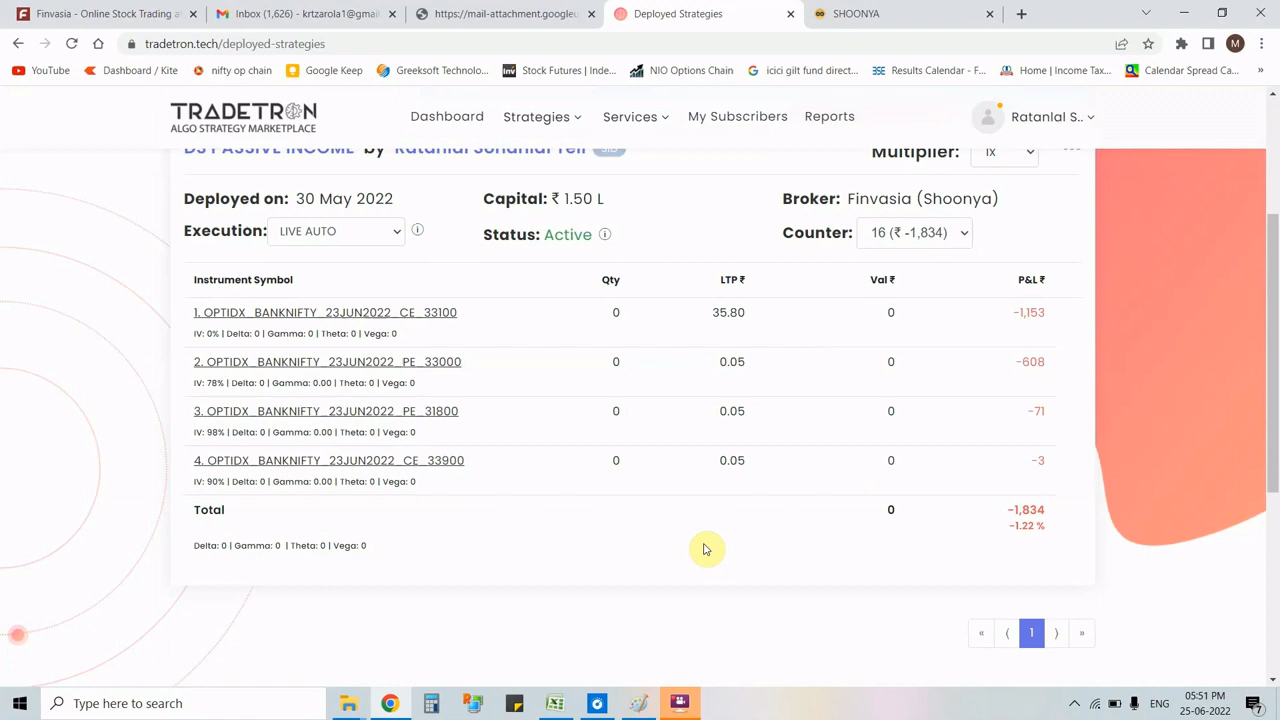 Finvasia - Online Stock Trading a
Inbox (1,626) - krtzarola1@gmai
https://mail-attachment.googleu
Deployed Strategies
SHOONYA
tradetron.tech/deployed-strategies
M
YouTube
Dashboard / Kite
nifty op chain
Google Keep
Greeksoft Technolo...
Stock Futures | Inde...
NIO Options Chain
icici gilt fund direct...
Results Calendar - F...
Home | Income Tax...
Calendar Spread Ca...
TRADETRON
ALGO STRATEGY MARKETPLACE
Dashboard
Strategies
Services
My Subscribers
Reports
Ratanlal S..
DS PASSIVE INCOME by Ratanlal Sohanlal Teli
Multiplier: 1x
Deployed on: 30 May 2022
Capital: ₹ 1.50 L
Broker: Finvasia (Shoonya)
Execution: LIVE AUTO
Status: Active
Counter: 16 (₹ -1,834)
Instrument Symbol Qty LTP ₹ Val ₹ P&L ₹
1. OPTIDX_BANKNIFTY_23JUN2022_CE_33100 0 35.80 0 -1,153
IV: 0% | Delta: 0 | Gamma: 0 | Theta: 0 | Vega: 0
2. OPTIDX_BANKNIFTY_23JUN2022_PE_33000 0 0.05 0 -608
IV: 78% | Delta: 0 | Gamma: 0.00 | Theta: 0 | Vega: 0
3. OPTIDX_BANKNIFTY_23JUN2022_PE_31800 0 0.05 0 -71
IV: 98% | Delta: 0 | Gamma: 0.00 | Theta: 0 | Vega: 0
4. OPTIDX_BANKNIFTY_23JUN2022_CE_33900 0 0.05 0 -3
IV: 90% | Delta: 0 | Gamma: 0.00 | Theta: 0 | Vega: 0
Total 0 -1,834
-1.22 %
Delta: 0 | Gamma: 0 | Theta: 0 | Vega: 0
« ⟨ 1 ⟩ »
Type here to search
ENG
05:51 PM
25-06-2022
7